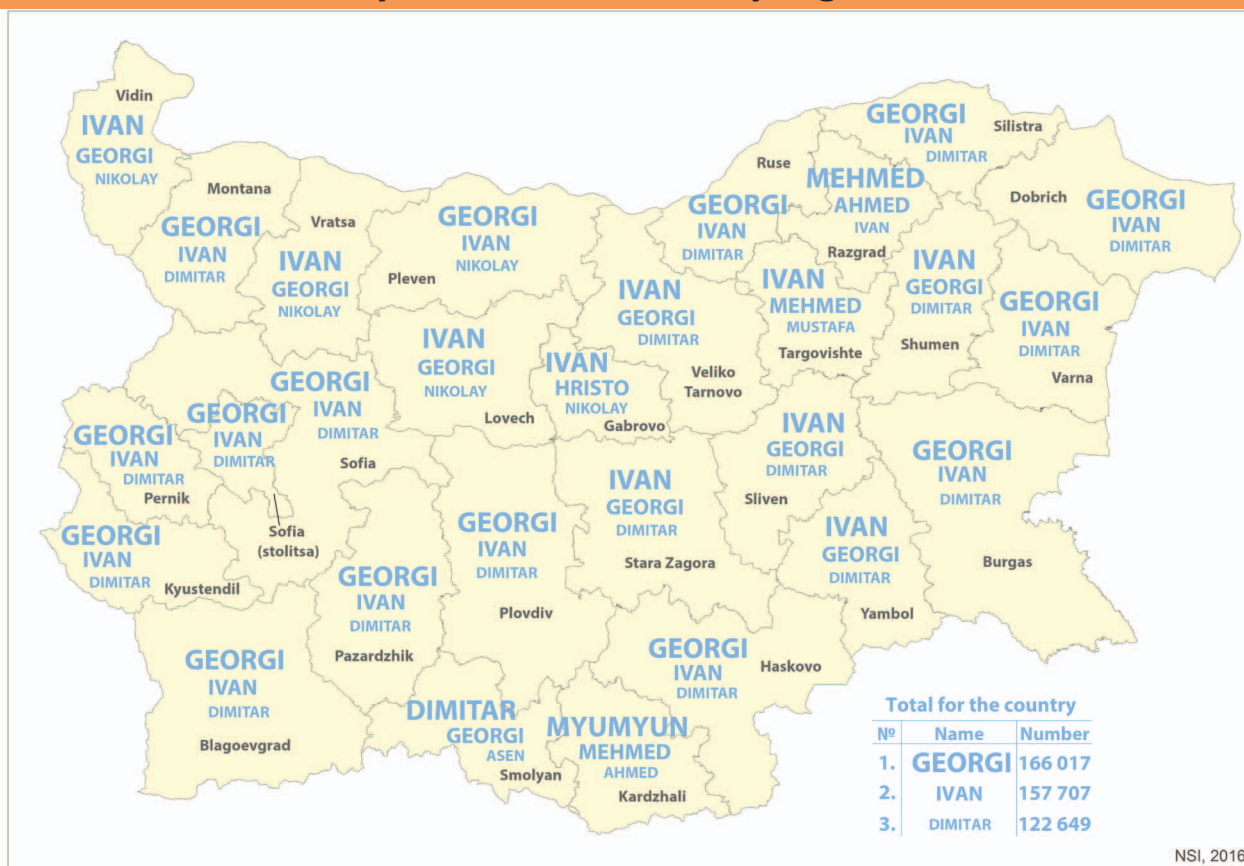 Vidin
IVAN
GEORGI
NIKOLAY
Montana
GEORGI
IVAN
DIMITAR
Vratsa
IVAN
GEORGI
NIKOLAY
GEORGI
IVAN
NIKOLAY
Pleven
IVAN
GEORGI
NIKOLAY
Lovech
IVAN
HRISTO
NIKOLAY
Gabrovo
IVAN
GEORGI
DIMITAR
Veliko
Tarnovo
Ruse
GEORGI
IVAN
DIMITAR
GEORGI
IVAN
DIMITAR
Silistra
MEHMED
AHMED
IVAN
Razgrad
Dobrich
GEORGI
IVAN
DIMITAR
IVAN
MEHMED
MUSTAFA
Targovishte
IVAN
GEORGI
DIMITAR
Shumen
GEORGI
IVAN
DIMITAR
Varna
GEORGI
IVAN
DIMITAR
Sofia
GEORGI
IVAN
DIMITAR
Sofia
(stolitsa)
GEORGI
IVAN
DIMITAR
Pernik
GEORGI
IVAN
DIMITAR
Kyustendil
GEORGI
IVAN
DIMITAR
Blagoevgrad
GEORGI
IVAN
DIMITAR
Pazardzhik
GEORGI
IVAN
DIMITAR
Plovdiv
IVAN
GEORGI
DIMITAR
Stara Zagora
IVAN
GEORGI
DIMITAR
Sliven
IVAN
GEORGI
DIMITAR
Yambol
GEORGI
IVAN
DIMITAR
Burgas
GEORGI
IVAN
DIMITAR
Haskovo
DIMITAR
GEORGI
ASEN
Smolyan
MYUMYUN
MEHMED
AHMED
Kardzhali
Total for the country
№ Name Number
1. GEORGI 166 017
2. IVAN 157 707
3. DIMITAR 122 649
NSI, 2016